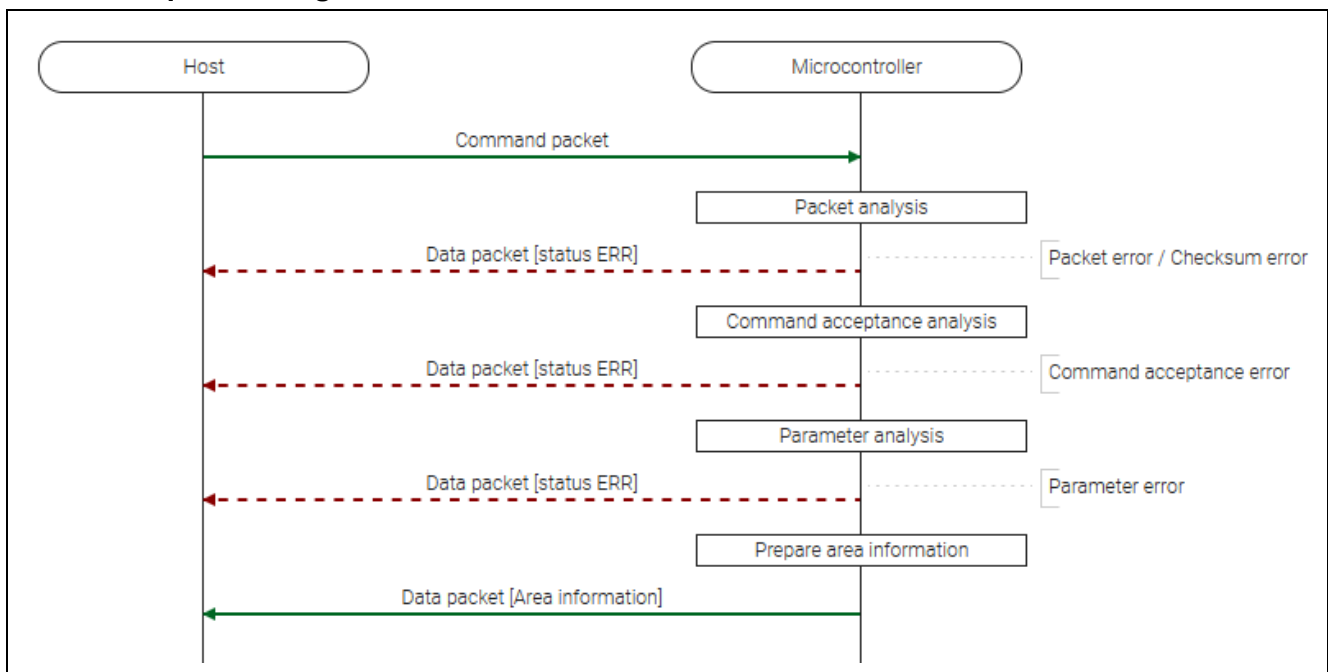 Host
Microcontroller
Command packet
Packet analysis
Data packet [status ERR]
Packet error / Checksum error
Command acceptance analysis
Data packet [status ERR]
Command acceptance error
Parameter analysis
Data packet [status ERR]
Parameter error
Prepare area information
Data packet [Area information]